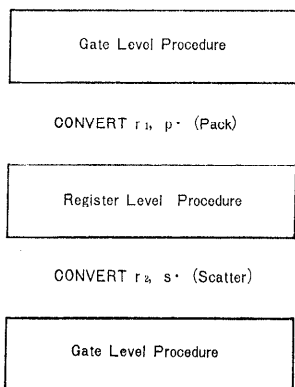 Gate Level Procedure
CONVERT r₁, p· (Pack)
Register Level Procedure
CONVERT r₂, s· (Scatter)
Gate Level Procedure